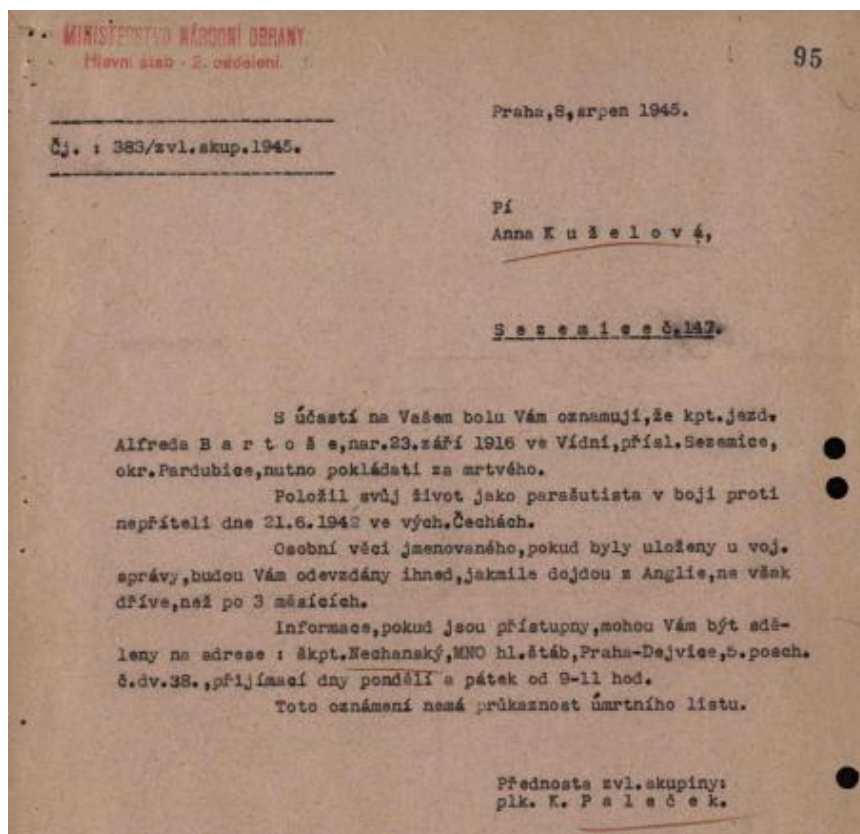 MINISTERSTVO NÁRODNÍ OBRANY.
Hlavní štáb - 2. oddělení.
95
Praha,8,srpen 1945.
Čj. : 383/zvl.skup.1945.
Pí
Anna K u ž e l o v á,
S e z e m i c e č.147.
S účastí na Vašem bolu Vám oznamuji,že kpt.jezd.
Alfreda B a r t o š e,nar.23.září 1916 ve Vídni,přísl.Sezemice,
okr.Pardubice,nutno pokládati za mrtvého.
Položil svůj život jako parašutista v boji proti
nepříteli dne 21.6.1942 ve vých.Čechách.
Osobní věci jmenovaného,pokud byly uloženy u voj.
správy,budou Vám odevzdány ihned,jakmile dojdou z Anglie,ne však
dříve,než po 3 měsících.
Informace,pokud jsou přístupny,mohou Vám být sdě-
leny na adrese : škpt.Nechanský,MNO hl.štáb,Praha-Dejvice,5.posch.
č.dv.38.,přijímací dny pondělí a pátek od 9-11 hod.
Toto oznámení nemá průkaznost úmrtního listu.
Přednosta zvl.skupiny:
plk. K. P a l e č e k.